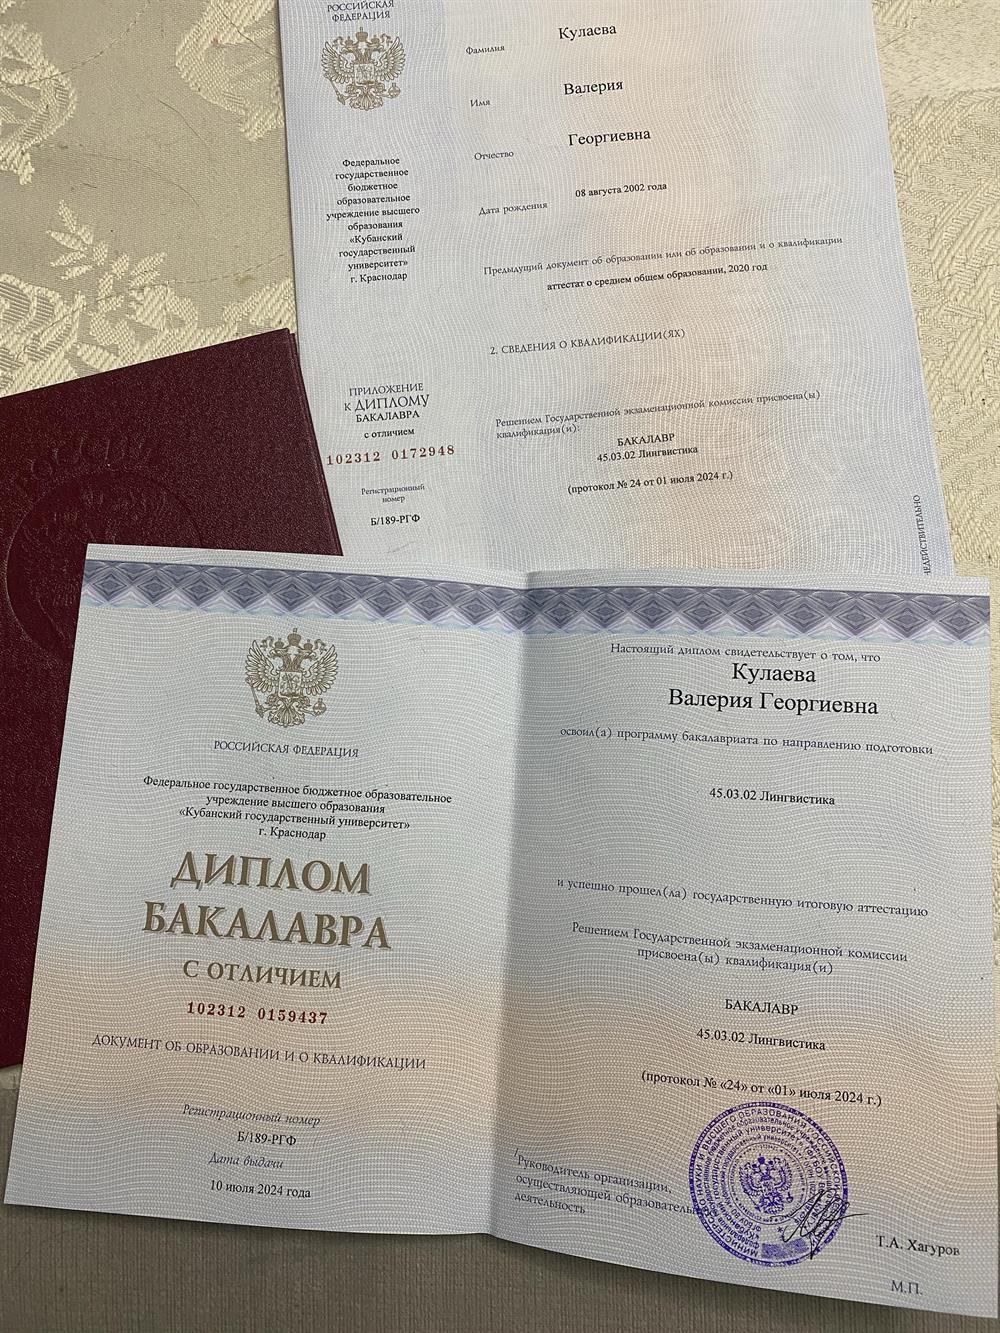 РОССИЙСКАЯ
ФЕДЕРАЦИЯ
Федеральное
государственное
бюджетное
образовательное
учреждение высшего
образования
«Кубанский
государственный
университет»
г. Краснодар
ПРИЛОЖЕНИЕ
к ДИПЛОМУ
БАКАЛАВРА
с отличием
102312 0172948
Регистрационный
номер
Б/189-РГФ
Фамилия
Кулаева
Имя
Валерия
Отчество
Георгиевна
Дата рождения
08 августа 2002 года
Предыдущий документ об образовании или об образовании и о квалификации
аттестат о среднем общем образовании, 2020 год
2. СВЕДЕНИЯ О КВАЛИФИКАЦИИ(ЯХ)
Решением Государственной экзаменационной комиссии присвоена(ы)
квалификация(и):
БАКАЛАВР
45.03.02 Лингвистика
(протокол № 24 от 01 июля 2024 г.)
НЕДЕЙСТВИТЕЛЬНО
РОССИЙСКАЯ ФЕДЕРАЦИЯ
Федеральное государственное бюджетное образовательное
учреждение высшего образования
«Кубанский государственный университет»
г. Краснодар
ДИПЛОМ
БАКАЛАВРА
С ОТЛИЧИЕМ
102312 0159437
ДОКУМЕНТ ОБ ОБРАЗОВАНИИ И О КВАЛИФИКАЦИИ
Регистрационный номер
Б/189-РГФ
Дата выдачи
10 июля 2024 года
Настоящий диплом свидетельствует о том, что
Кулаева
Валерия Георгиевна
освоил(а) программу бакалавриата по направлению подготовки
45.03.02 Лингвистика
и успешно прошел(ла) государственную итоговую аттестацию
Решением Государственной экзаменационной комиссии
присвоена(ы) квалификация(и)
БАКАЛАВР
45.03.02 Лингвистика
(протокол № «24» от «01» июля 2024 г.)
Руководитель организации,
осуществляющей образователь
деятельность
Т.А. Хагуров
М.П.